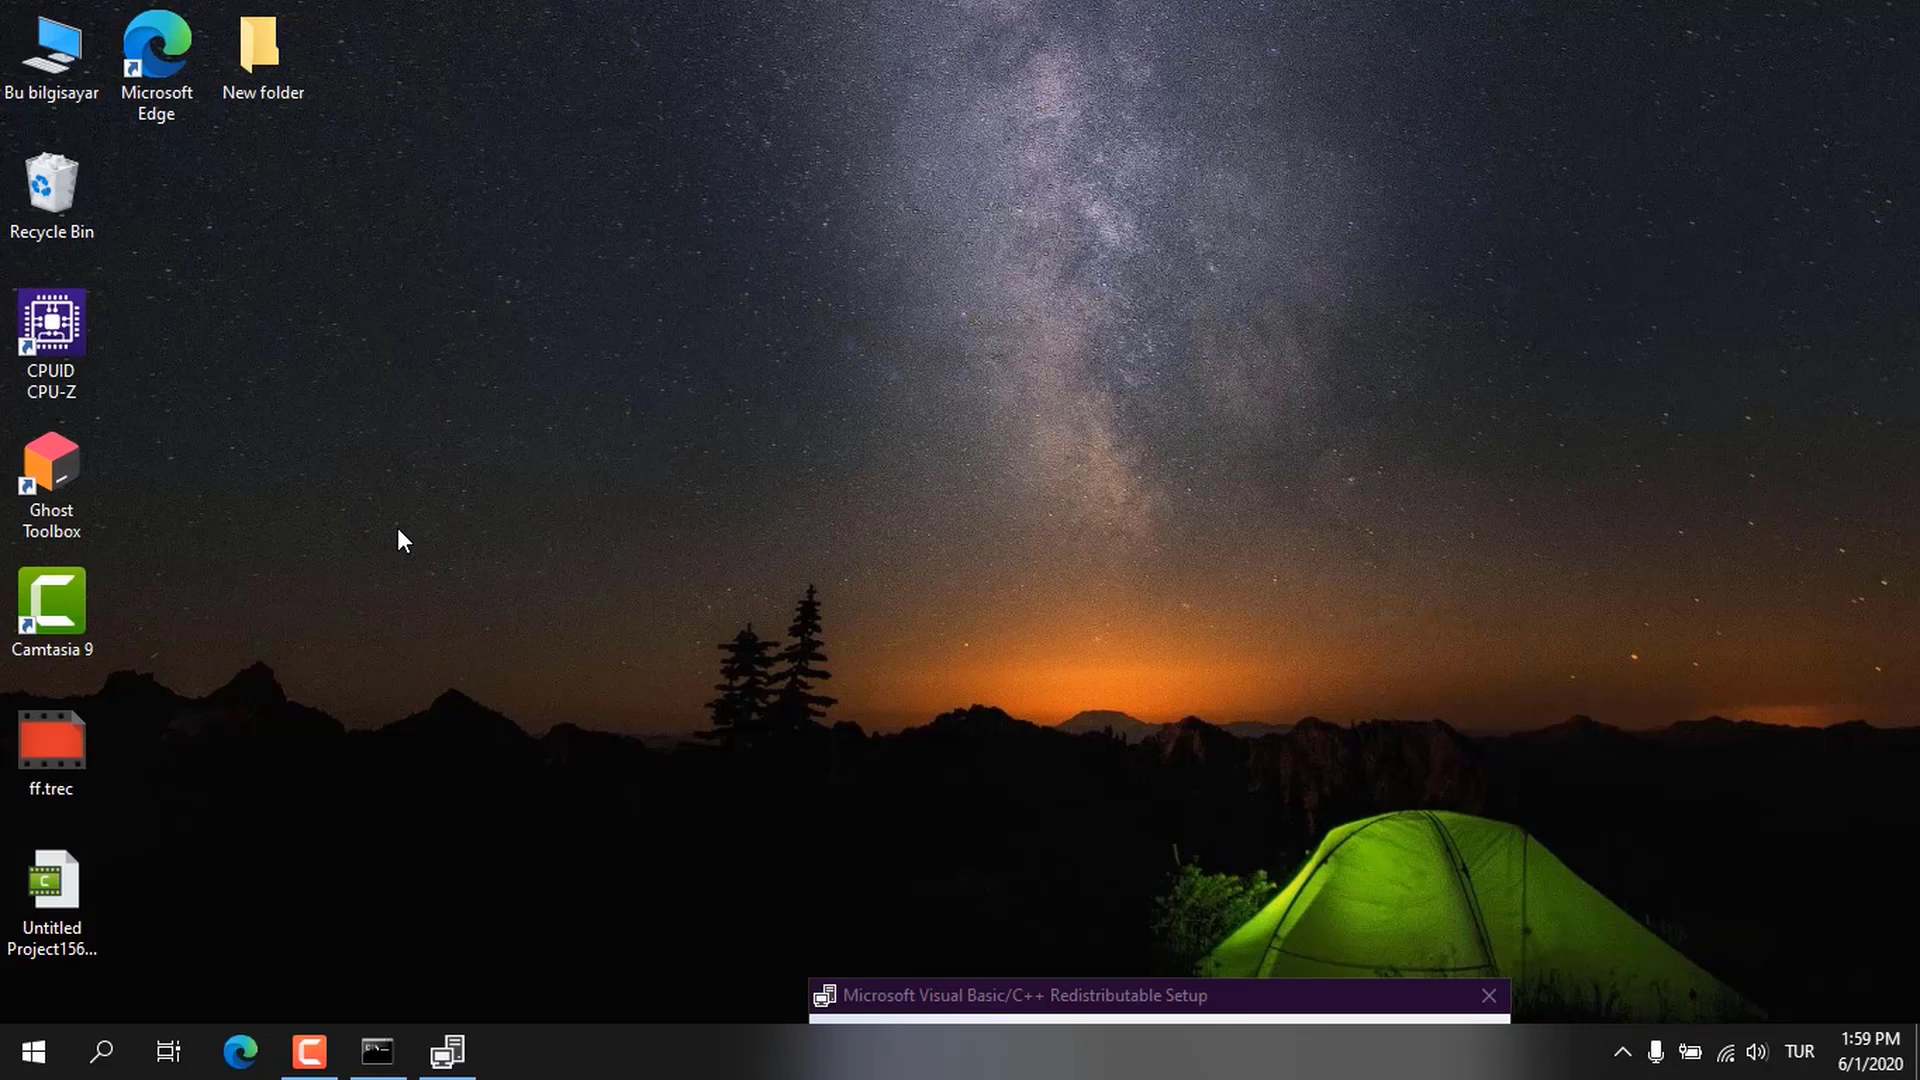 Bu bilgisayar
Microsoft
Edge
New folder
Recycle Bin
CPUID
CPU-Z
Ghost
Toolbox
Camtasia 9
ff.trec
Untitled
Project156...
Microsoft Visual Basic/C++ Redistributable Setup
TUR
1:59 PM
6/1/2020